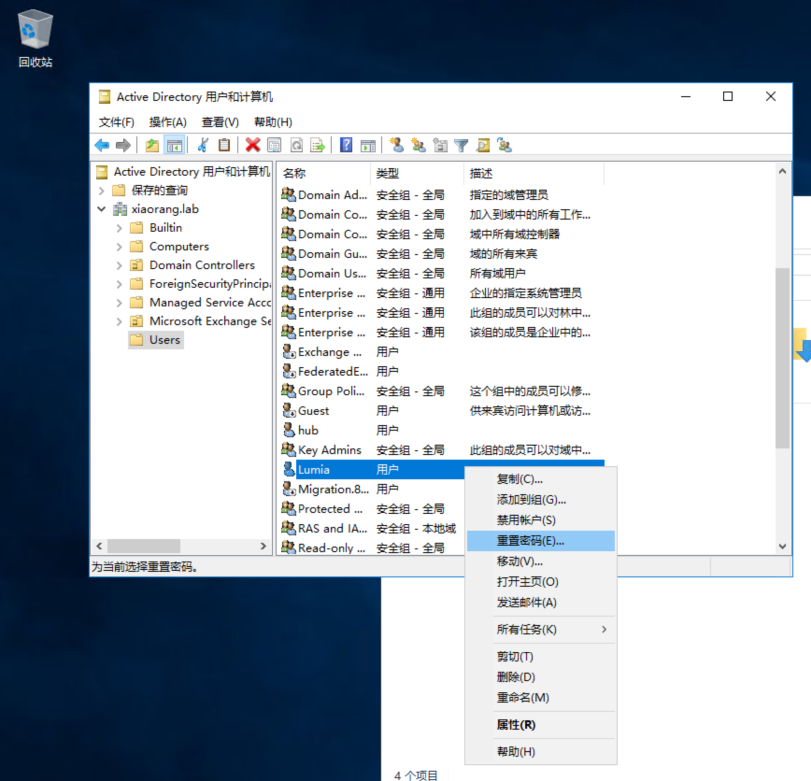 回收站
Active Directory 用户和计算机
文件(F) 操作(A) 查看(V) 帮助(H)
Active Directory 用户和计算机
保存的查询
xiaorang.lab
Builtin
Computers
Domain Controllers
ForeignSecurityPrincipa
Managed Service Acco
Microsoft Exchange Se
Users
名称 类型 描述
Domain Ad... 安全组 - 全局 指定的域管理员
Domain Co... 安全组 - 全局 加入到域中的所有工作...
Domain Co... 安全组 - 全局 域中所有域控制器
Domain Gu... 安全组 - 全局 域的所有来宾
Domain Us... 安全组 - 全局 所有域用户
Enterprise ... 安全组 - 通用 企业的指定系统管理员
Enterprise ... 安全组 - 通用 此组的成员可以对林中...
Enterprise ... 安全组 - 通用 该组的成员是企业中的...
Exchange ... 用户
FederatedE... 用户
Group Poli... 安全组 - 全局 这个组中的成员可以修...
Guest 用户 供来宾访问计算机或访...
hub 用户
Key Admins 安全组 - 全局 此组的成员可以对域中...
Lumia 用户
Migration.8... 用户
Protected ... 安全组 - 全局
RAS and IA... 安全组 - 本地域
Read-only ... 安全组 - 全局
复制(C)...
添加到组(G)...
禁用帐户(S)
重置密码(E)...
移动(V)...
打开主页(O)
发送邮件(A)
所有任务(K)
剪切(T)
删除(D)
重命名(M)
属性(R)
帮助(H)
为当前选择重置密码。
4 个项目